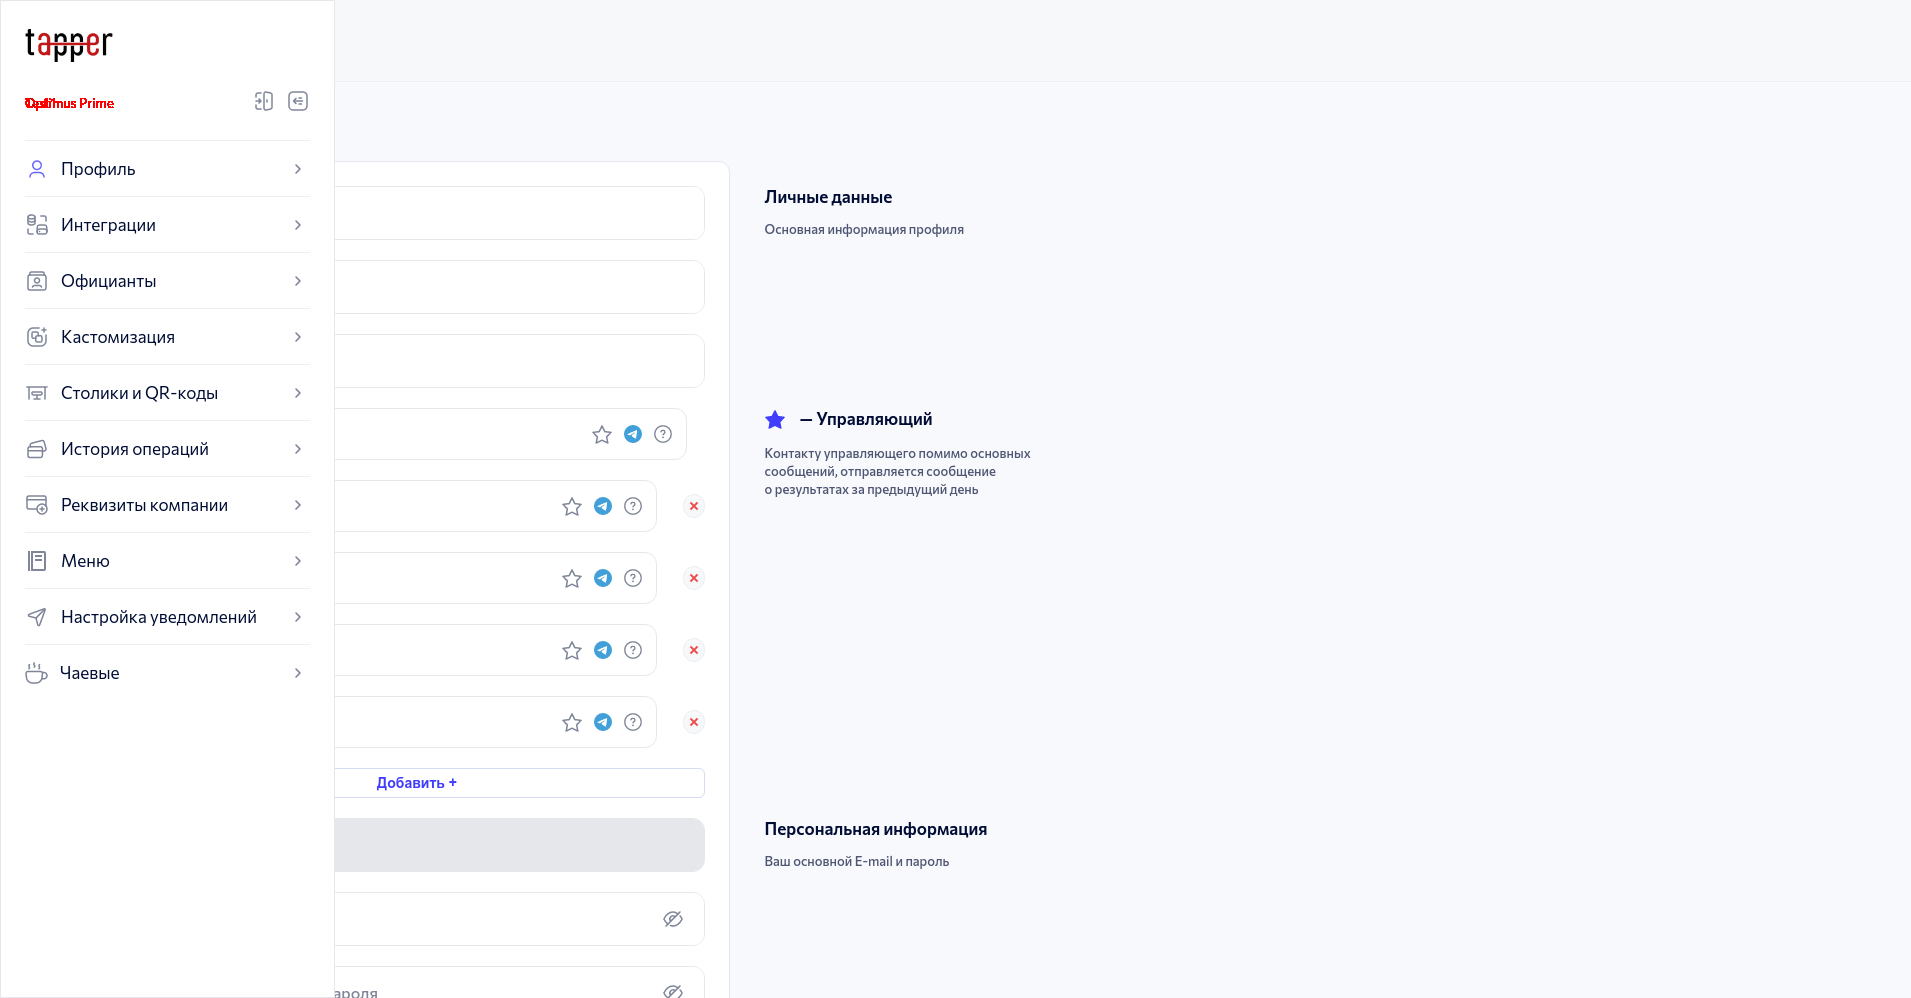 tapper
Optimus Prime
Профиль
Интеграции
Официанты
Кастомизация
Столики и QR-коды
История операций
Реквизиты компании
Меню
Настройка уведомлений
Чаевые
Добавить +
ароля
Личные данные
Основная информация профиля
— Управляющий
Контакту управляющего помимо основных
сообщений, отправляется сообщение
о результатах за предыдущий день
Персональная информация
Ваш основной E-mail и пароль